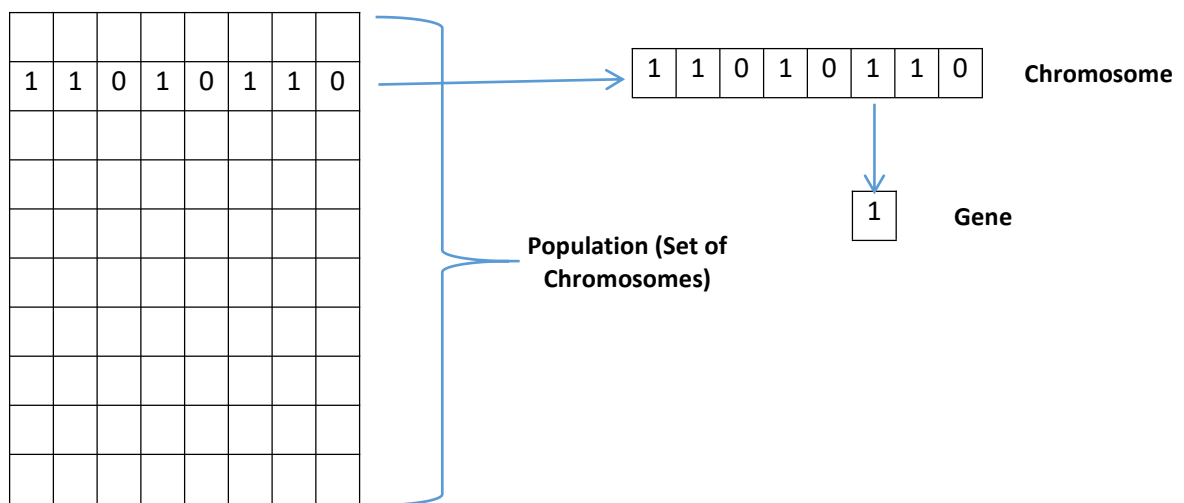 1 1 0 1 0 1 1 0
1 1 0 1 0 1 1 0
Chromosome
1
Gene
Population (Set of
Chromosomes)